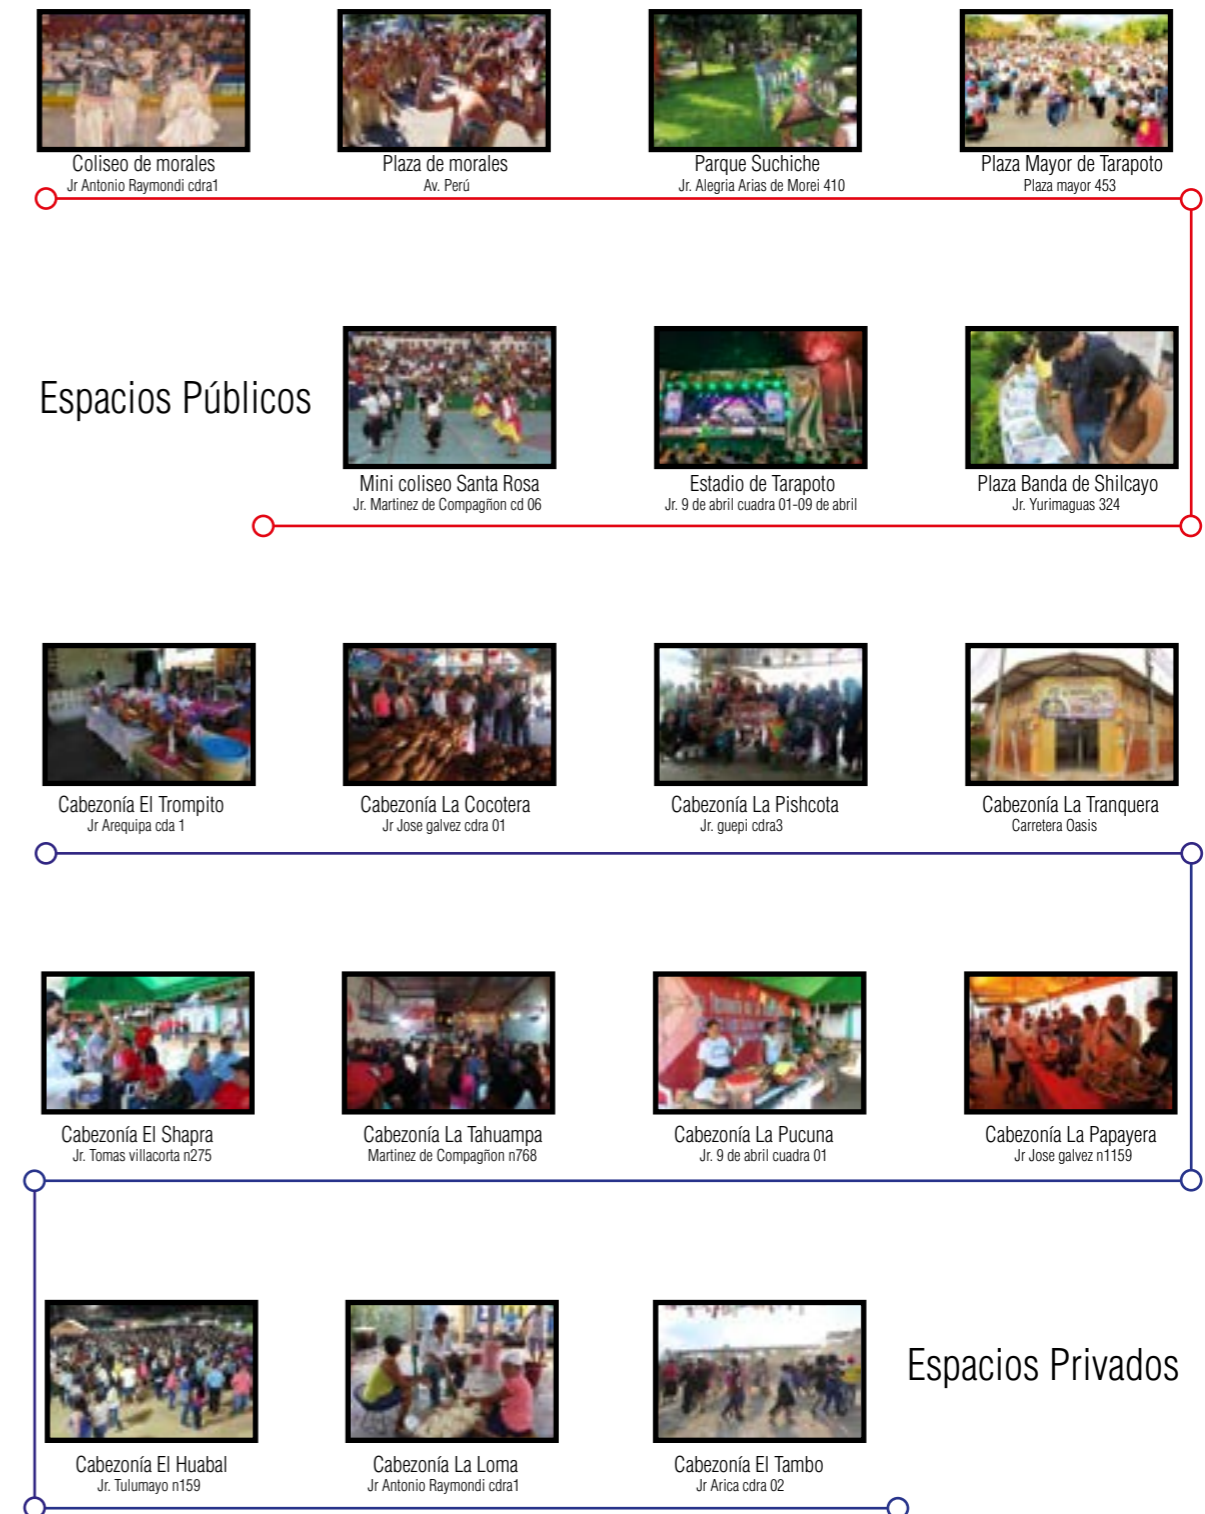 Coliseo de morales
Jr Antonio Raymondi cdra1
Plaza de morales
Av. Perú
Parque Suchiche
Jr. Alegria Arias de Morei 410
Plaza Mayor de Tarapoto
Plaza mayor 453
Espacios Públicos
Mini coliseo Santa Rosa
Jr. Martinez de Compagñon cd 06
Estadio de Tarapoto
Jr. 9 de abril cuadra 01-09 de abril
Plaza Banda de Shilcayo
Jr. Yurimaguas 324
Cabezonía El Trompito
Jr Arequipa cda 1
Cabezonía La Cocotera
Jr Jose galvez cdra 01
Cabezonía La Pishcota
Jr. guepi cdra3
Cabezonía La Tranquera
Carretera Oasis
Cabezonía El Shapra
Jr. Tomas villacorta n275
Cabezonía La Tahuampa
Martinez de Compagñon n768
Cabezonía La Pucuna
Jr. 9 de abril cuadra 01
Cabezonía La Papayera
Jr Jose galvez n1159
Cabezonía El Huabal
Jr. Tulumayo n159
Cabezonía La Loma
Jr Antonio Raymondi cdra1
Cabezonía El Tambo
Jr Arica cdra 02
Espacios Privados